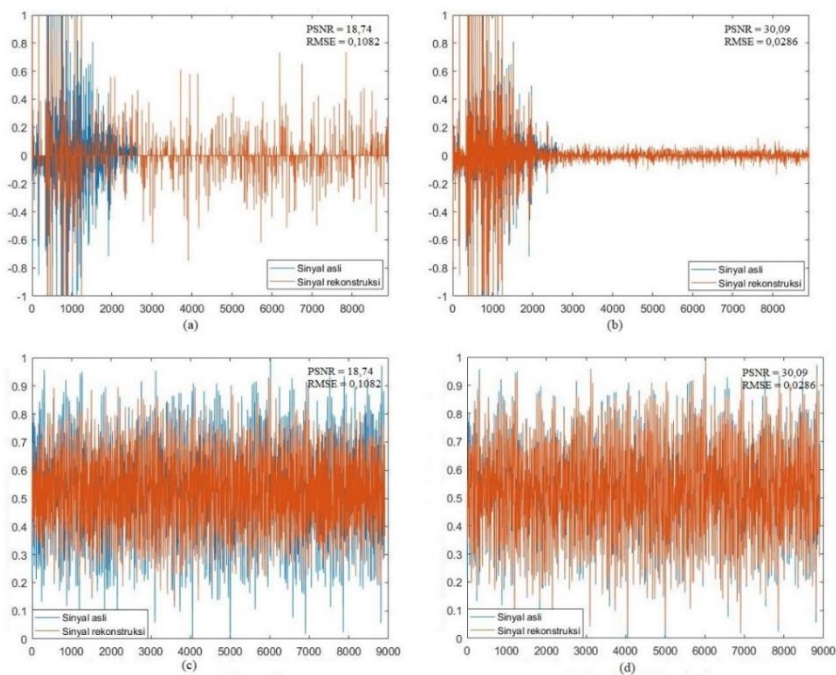 PSNR = 18,74
RMSE = 0,1082
1
0.8
0.6
0.4
0.2
0
-0.2
-0.4
-0.6
-0.8
-1
Sinyal asli
Sinyal rekonstruksi
0 1000 2000 3000 4000 5000 6000 7000 8000
(a)
PSNR = 30,09
RMSE = 0,0286
1
0.8
0.6
0.4
0.2
0
-0.2
-0.4
-0.6
-0.8
-1
Sinyal asli
Sinyal rekonstruksi
0 1000 2000 3000 4000 5000 6000 7000 8000
(b)
PSNR = 18,74
RMSE = 0,1082
1
0.9
0.8
0.7
0.6
0.5
0.4
0.3
0.2
0.1
0
Sinyal asli
Sinyal rekonstruksi
0 1000 2000 3000 4000 5000 6000 7000 8000 9000
(c)
PSNR = 30,09
RMSE = 0,0286
1
0.9
0.8
0.7
0.6
0.5
0.4
0.3
0.2
0.1
0
Sinyal asli
Sinyal rekonstruksi
0 1000 2000 3000 4000 5000 6000 7000 8000 9000
(d)